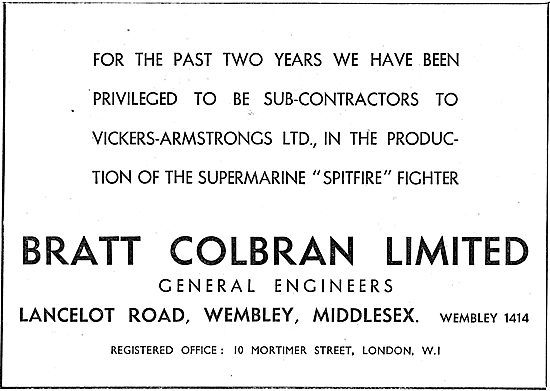 FOR THE PAST TWO YEARS WE HAVE BEEN
PRIVILEGED TO BE SUB-CONTRACTORS TO
VICKERS-ARMSTRONGS LTD., IN THE PRODUC-
TION OF THE SUPERMARINE "SPITFIRE" FIGHTER
BRATT COLBRAN LIMITED
GENERAL ENGINEERS
LANCELOT ROAD, WEMBLEY, MIDDLESEX. WEMBLEY 1414
REGISTERED OFFICE : 10 MORTIMER STREET, LONDON, W.I